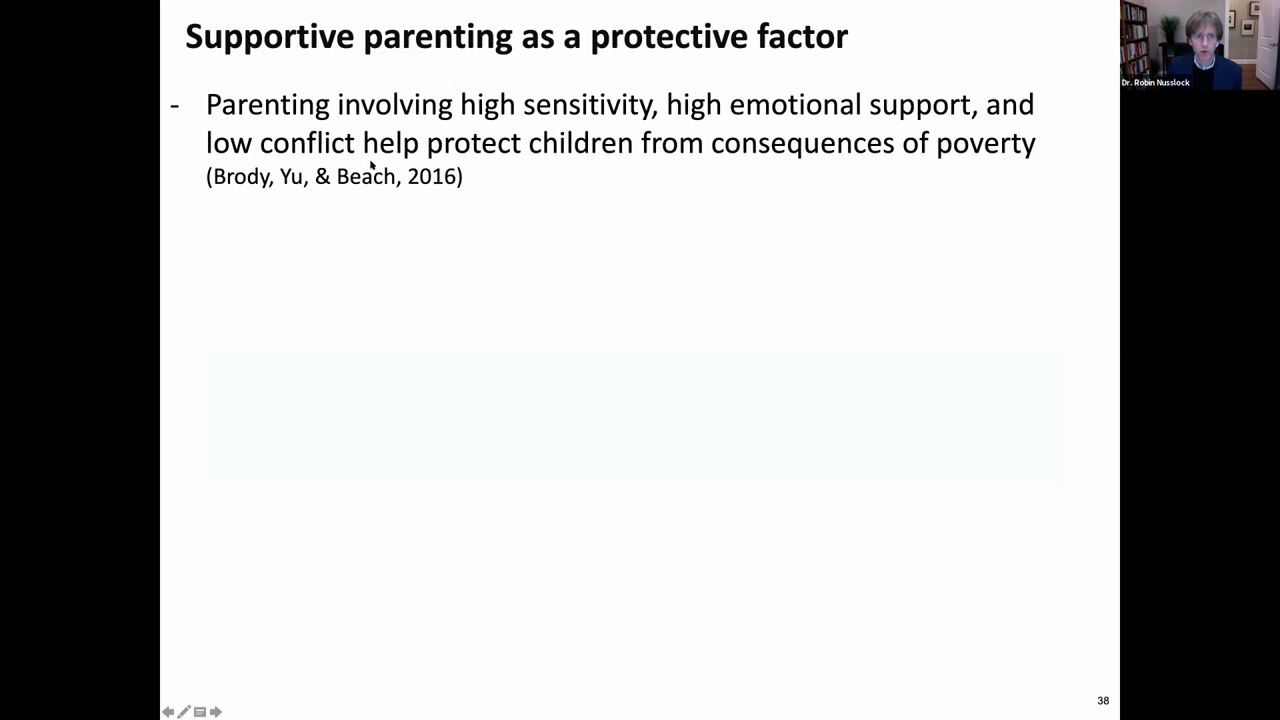 Supportive parenting as a protective factor
- Parenting involving high sensitivity, high emotional support, and
low conflict help protect children from consequences of poverty
(Brody, Yu, & Beach, 2016)
Dr. Robin Nusslock
38